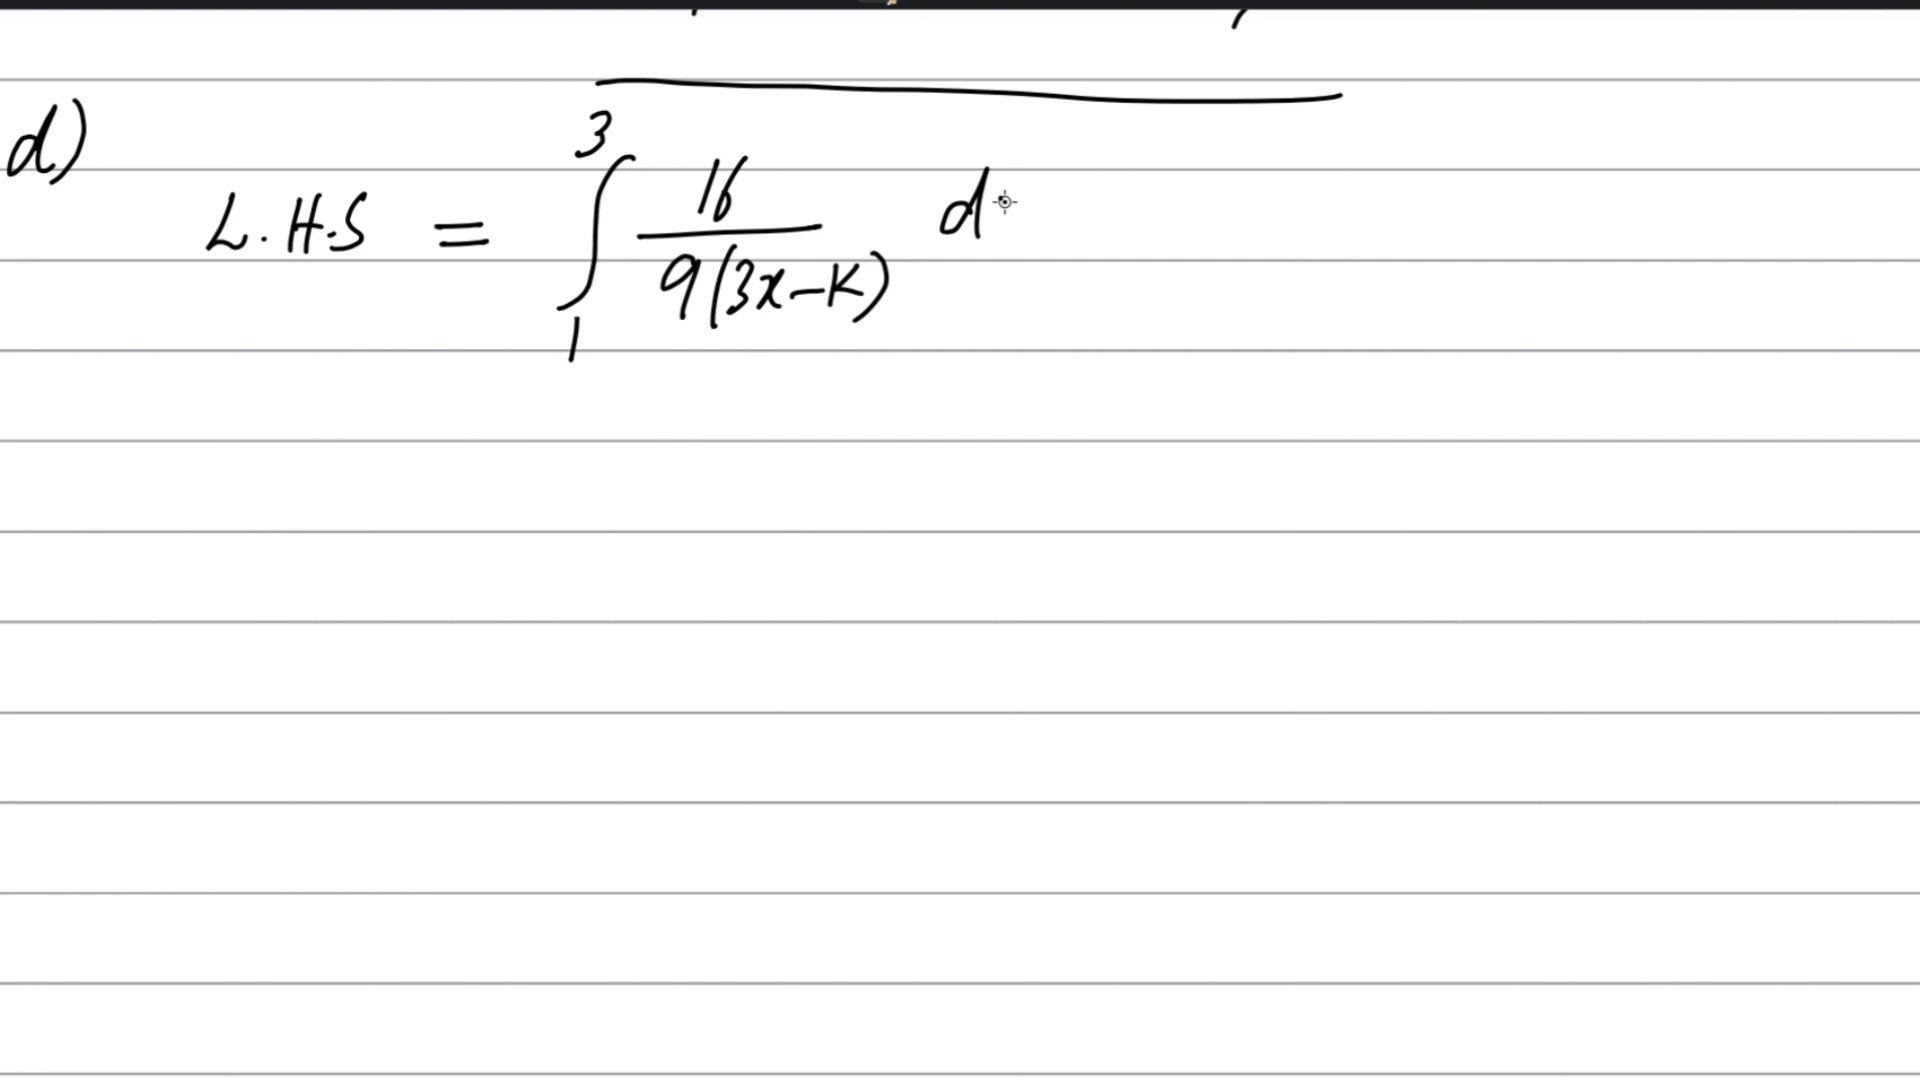 d)
L.H.S = ∫₁³ 16/9(3x-K) d